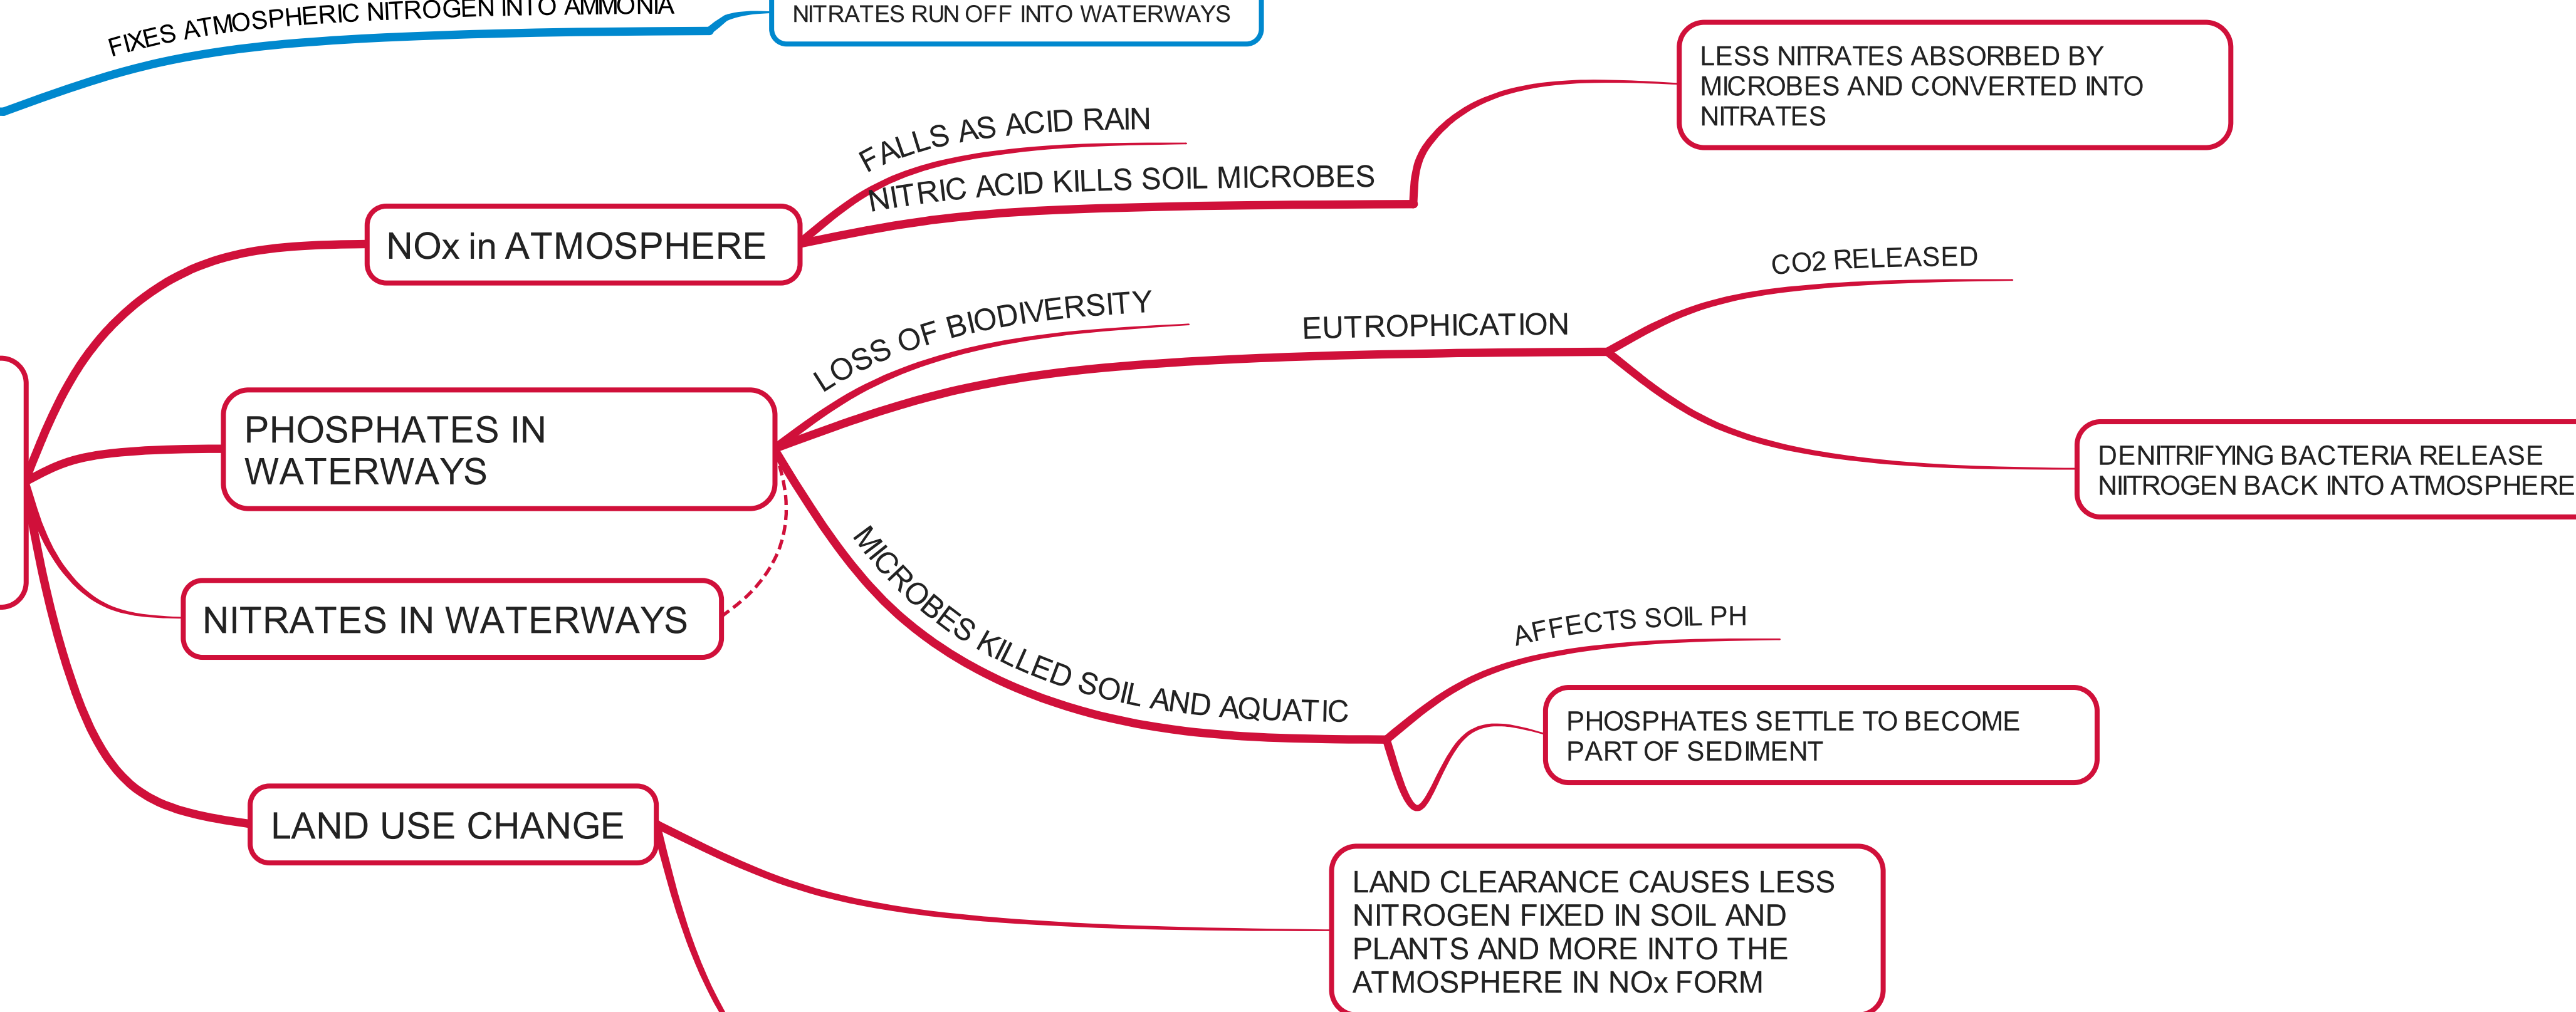 FIXES ATMOSPHERIC NITROGEN INTO AMMONIA
NITRATES RUN OFF INTO WATERWAYS
LESS NITRATES ABSORBED BY
MICROBES AND CONVERTED INTO
NITRATES
FALLS AS ACID RAIN
NITRIC ACID KILLS SOIL MICROBES
NOx in ATMOSPHERE
CO2 RELEASED
LOSS OF BIODIVERSITY
EUTROPHICATION
PHOSPHATES IN
WATERWAYS
DENITRIFYING BACTERIA RELEASE
NIITROGEN BACK INTO ATMOSPHERE
MICROBES KILLED SOIL AND AQUATIC
NITRATES IN WATERWAYS
AFFECTS SOIL PH
PHOSPHATES SETTLE TO BECOME
PART OF SEDIMENT
LAND USE CHANGE
LAND CLEARANCE CAUSES LESS
NITROGEN FIXED IN SOIL AND
PLANTS AND MORE INTO THE
ATMOSPHERE IN NOx FORM